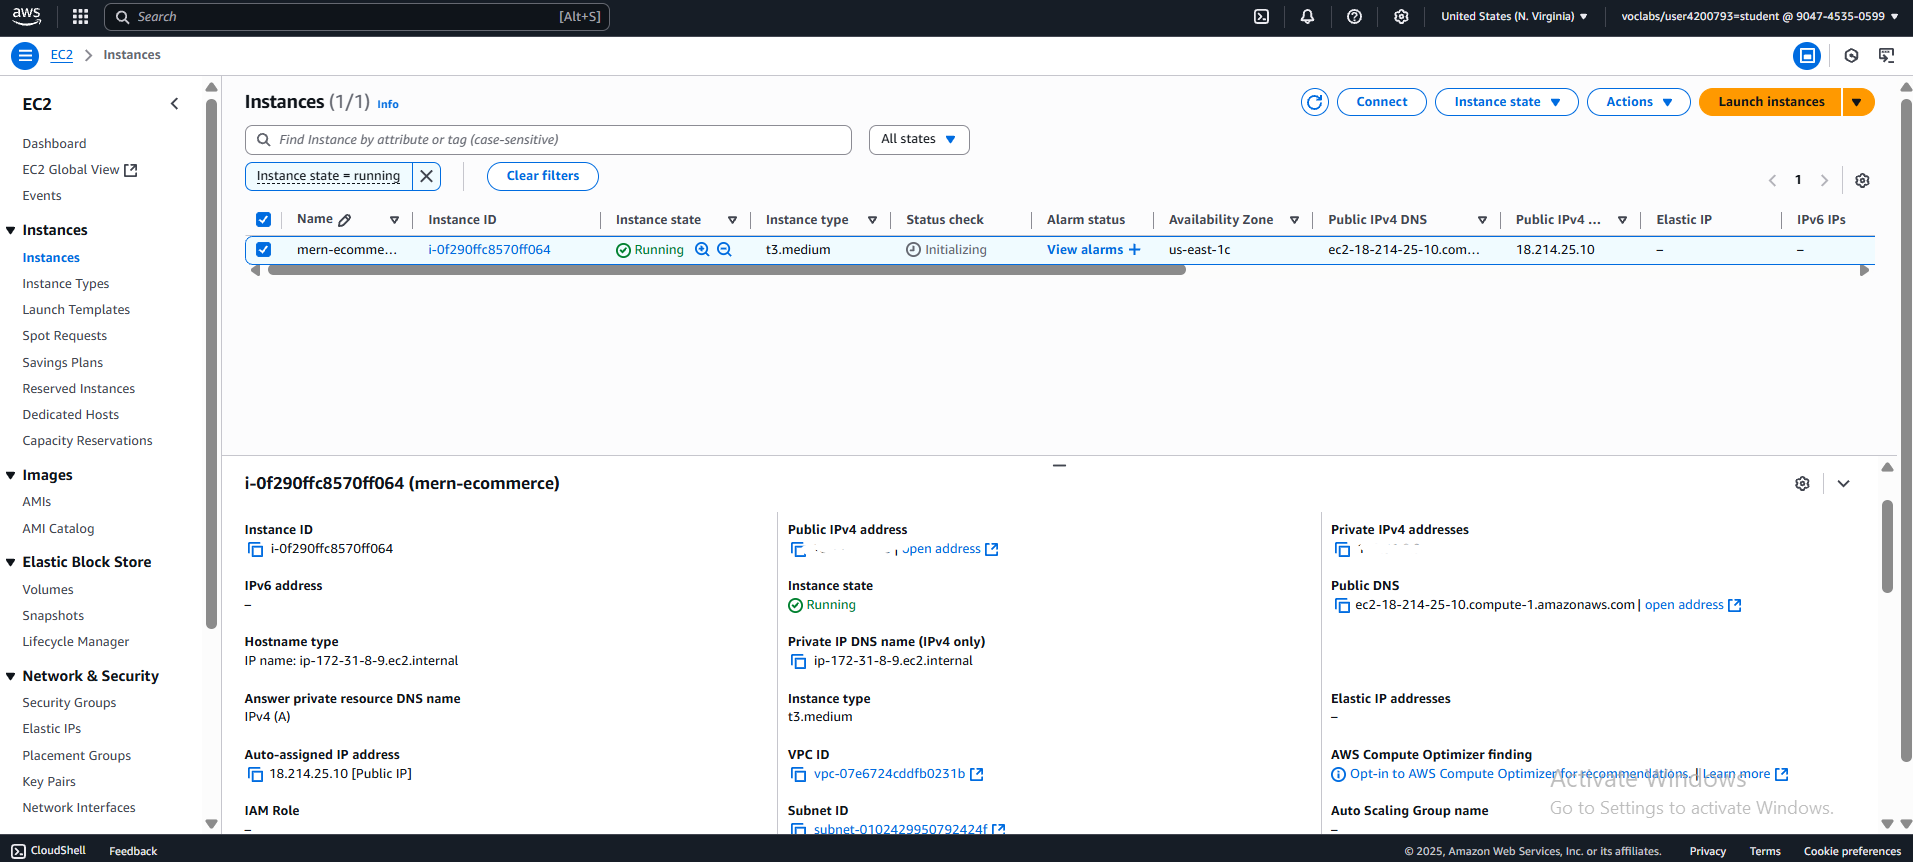 aws
Search [Alt+S]
United States (N. Virginia)
voclabs/user4200793=student @ 9047-4535-0599
EC2 Instances
EC2
Dashboard
EC2 Global View
Events
Instances
Instances
Instance Types
Launch Templates
Spot Requests
Savings Plans
Reserved Instances
Dedicated Hosts
Capacity Reservations
Images
AMIs
AMI Catalog
Elastic Block Store
Volumes
Snapshots
Lifecycle Manager
Network & Security
Security Groups
Elastic IPs
Placement Groups
Key Pairs
Network Interfaces
Instances (1/1) Info
Connect
Instance state
Actions
Launch instances
Find Instance by attribute or tag (case-sensitive)
All states
Instance state = running
Clear filters
1
Name Instance ID Instance state Instance type Status check Alarm status Availability Zone Public IPv4 DNS Public IPv4 ... Elastic IP IPv6 IPs
mern-ecomme... i-0f290ffc8570ff064 Running t3.medium Initializing View alarms + us-east-1c ec2-18-214-25-10.com... 18.214.25.10 – –
i-0f290ffc8570ff064 (mern-ecommerce)
Instance ID
i-0f290ffc8570ff064
IPv6 address
–
Hostname type
IP name: ip-172-31-8-9.ec2.internal
Answer private resource DNS name
IPv4 (A)
Auto-assigned IP address
18.214.25.10 [Public IP]
IAM Role
–
Public IPv4 address
| open address
Instance state
Running
Private IP DNS name (IPv4 only)
ip-172-31-8-9.ec2.internal
Instance type
t3.medium
VPC ID
vpc-07e6724cddfb0231b
Subnet ID
subnet-0102429950792424f
Private IPv4 addresses
Public DNS
ec2-18-214-25-10.compute-1.amazonaws.com | open address
Elastic IP addresses
–
AWS Compute Optimizer finding
Opt-in to AWS Compute Optimizer for recommendations. | Learn more
Auto Scaling Group name
–
Activate Windows
Go to Settings to activate Windows.
CloudShell Feedback
© 2025, Amazon Web Services, Inc. or its affiliates. Privacy Terms Cookie preferences